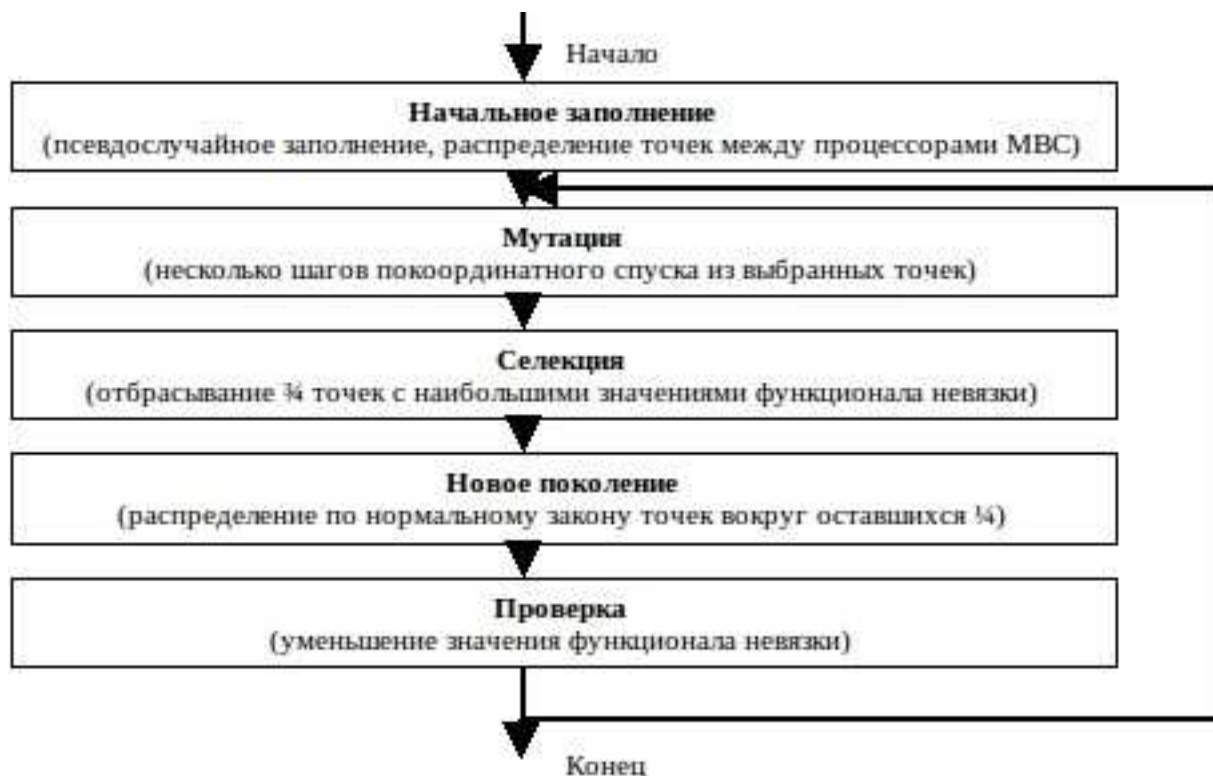 Начало
Начальное заполнение
(псевдослучайное заполнение, распределение точек между процессорами МВС)
Мутация
(несколько шагов покоординатного спуска из выбранных точек)
Селекция
(отбрасывание ¾ точек с наибольшими значениями функционала невязки)
Новое поколение
(распределение по нормальному закону точек вокруг оставшихся ¼)
Проверка
(уменьшение значения функционала невязки)
Конец